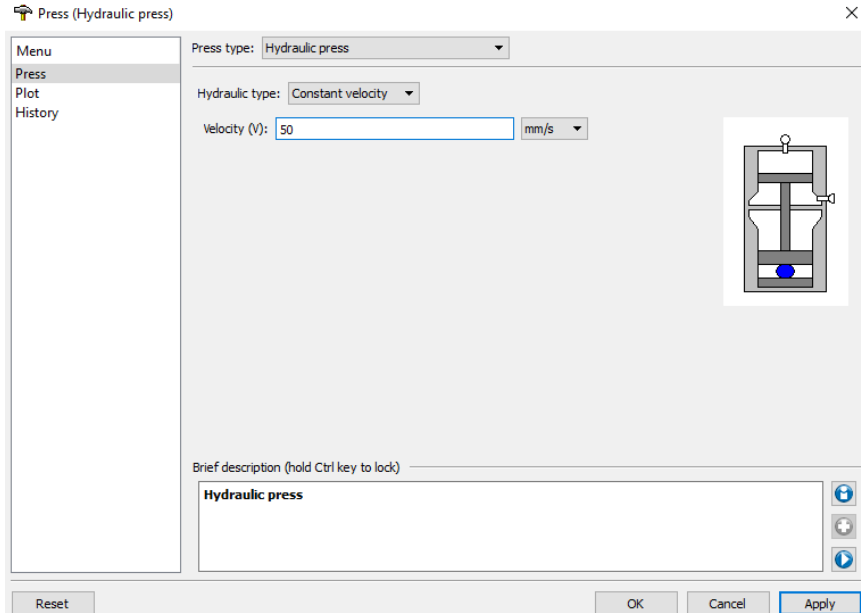 Press (Hydraulic press)
Menu
Press
Plot
History
Press type: Hydraulic press
Hydraulic type: Constant velocity
Velocity (V): 50 mm/s
Brief description (hold Ctrl key to lock)
Hydraulic press
Reset OK Cancel Apply